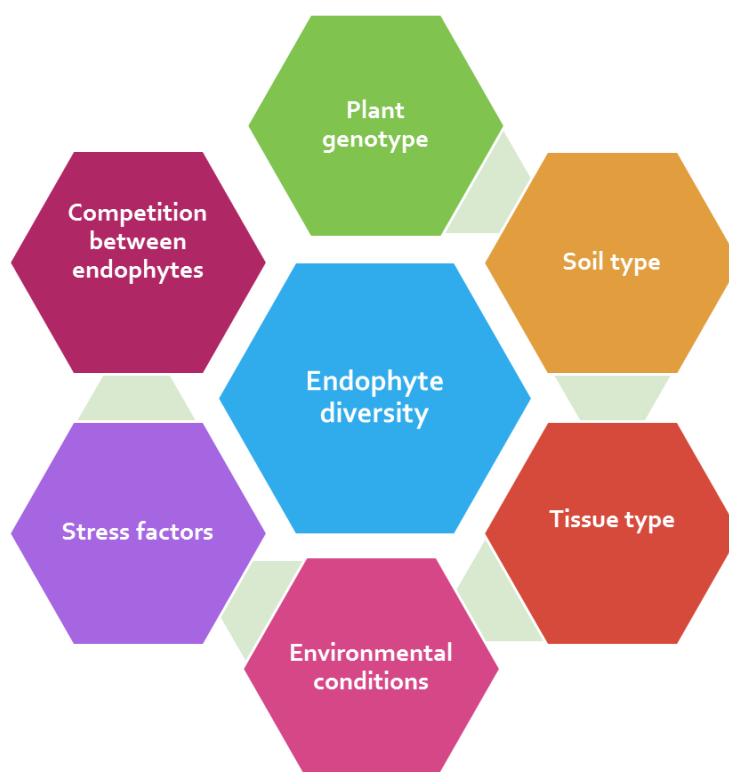 Plant
genotype
Competition
between
endophytes
Soil type
Endophyte
diversity
Stress factors
Tissue type
Environmental
conditions